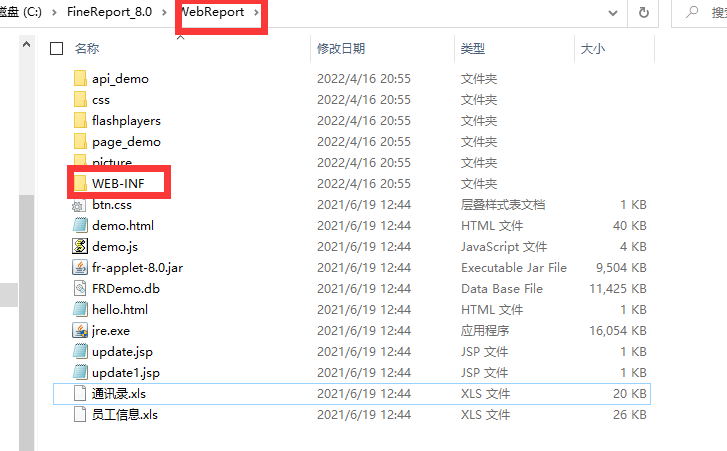 磁盘 (C:) > FineReport_8.0 > WebReport > 搜索
名称 修改日期 类型 大小
api_demo 2022/4/16 20:55 文件夹
css 2022/4/16 20:55 文件夹
flashplayers 2022/4/16 20:55 文件夹
page_demo 2022/4/16 20:55 文件夹
picture 2022/4/16 20:55 文件夹
WEB-INF 2022/4/16 20:55 文件夹
btn.css 2021/6/19 12:44 层叠样式表文档 1 KB
demo.html 2021/6/19 12:44 HTML 文件 40 KB
demo.js 2021/6/19 12:44 JavaScript 文件 4 KB
fr-applet-8.0.jar 2021/6/19 12:44 Executable Jar File 9,504 KB
FRDemo.db 2021/6/19 12:44 Data Base File 11,425 KB
hello.html 2021/6/19 12:44 HTML 文件 1 KB
jre.exe 2021/6/19 12:44 应用程序 16,054 KB
update.jsp 2021/6/19 12:44 JSP 文件 1 KB
update1.jsp 2021/6/19 12:44 JSP 文件 1 KB
通讯录.xls 2021/6/19 12:44 XLS 文件 20 KB
员工信息.xls 2021/6/19 12:44 XLS 文件 26 KB